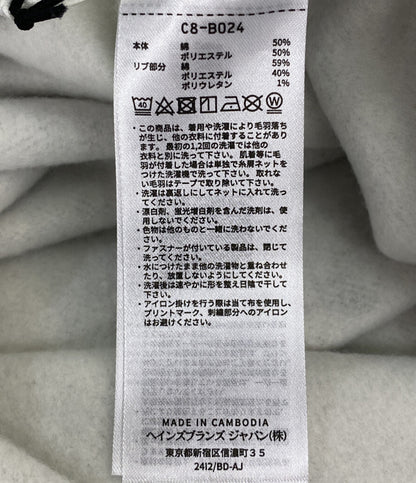 C8-B024
本体 綿 50%
ポリエステル 50%
リブ部分 綿 59%
ポリエステル 40%
ポリウレタン 1%
40
W
・この商品は、着用や洗濯により毛羽落ち
が生じ、他の衣料に付着することがあり
ます。最初の1,2回の洗濯では他の
衣料と別に洗って下さい。肌着等に毛
羽が付着した場合は単独で糸屑ネットを
つけた洗濯機で洗って下さい。取れな
い毛羽はテープで取り除いて下さい。
・洗濯は裏返しにしてネットに入れて洗っ
てください。
・漂白剤、蛍光増白剤を含んだ洗剤は、使
用しないでください。
・色物は他のものと一緒に洗わないでくだ
さい。
・ファスナーが付いている製品は、閉じて
洗ってください。
・水につけたまま他の洗濯物と重ね合わせ
たり、放置しないようにしてください。
・洗濯後は速やかに形を整え日陰で干して
下さい。
・アイロン掛けを行う際は当て布を使用し、
プリントマーク、刺繍部分へのアイロン
はお避けください。
MADE IN CAMBODIA
ヘインズブランズ ジャパン(株)
東京都新宿区信濃町35
2412/BD-AJ